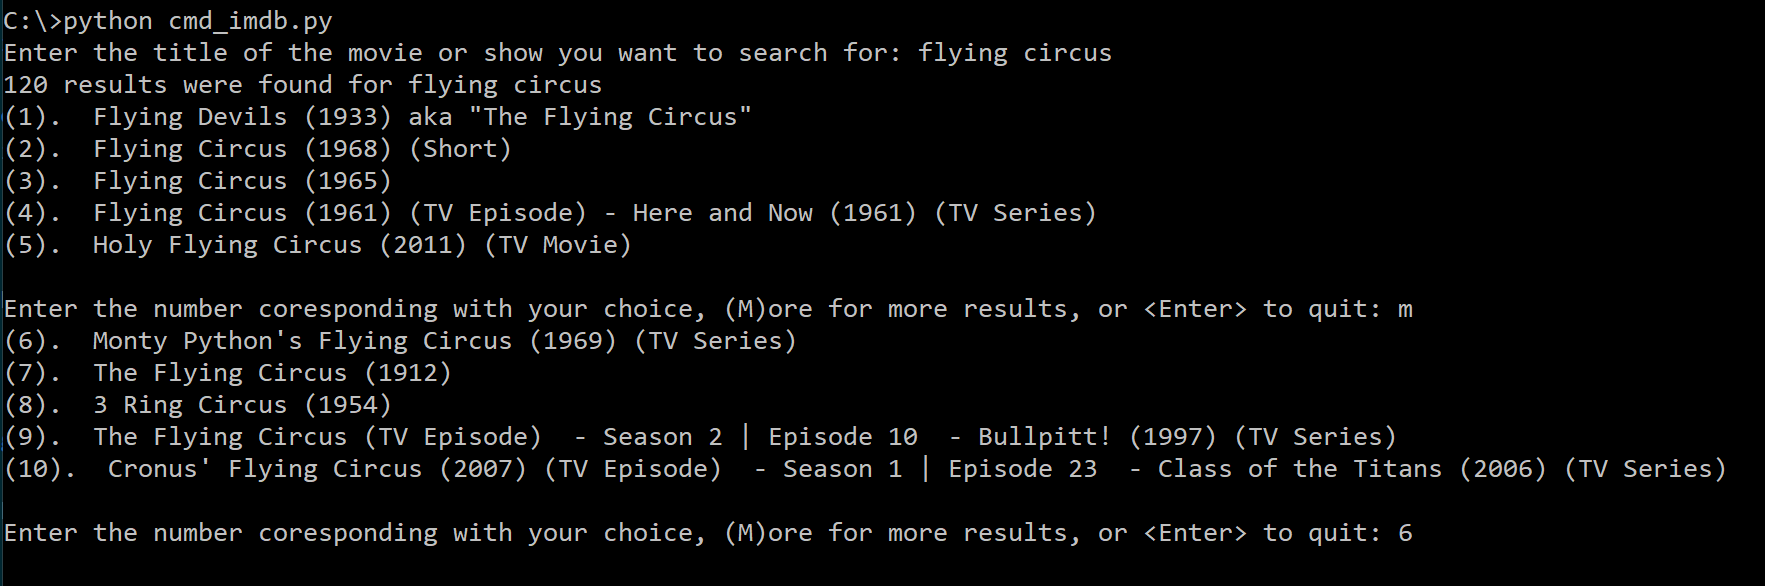 C:\>python cmd_imdb.py
Enter the title of the movie or show you want to search for: flying circus
120 results were found for flying circus
(1).  Flying Devils (1933) aka "The Flying Circus"
(2).  Flying Circus (1968) (Short)
(3).  Flying Circus (1965)
(4).  Flying Circus (1961) (TV Episode) - Here and Now (1961) (TV Series)
(5).  Holy Flying Circus (2011) (TV Movie)

Enter the number coresponding with your choice, (M)ore for more results, or <Enter> to quit: m
(6).  Monty Python's Flying Circus (1969) (TV Series)
(7).  The Flying Circus (1912)
(8).  3 Ring Circus (1954)
(9).  The Flying Circus (TV Episode)  - Season 2 | Episode 10  - Bullpitt! (1997) (TV Series)
(10).  Cronus' Flying Circus (2007) (TV Episode)  - Season 1 | Episode 23  - Class of the Titans (2006) (TV Series)

Enter the number coresponding with your choice, (M)ore for more results, or <Enter> to quit: 6